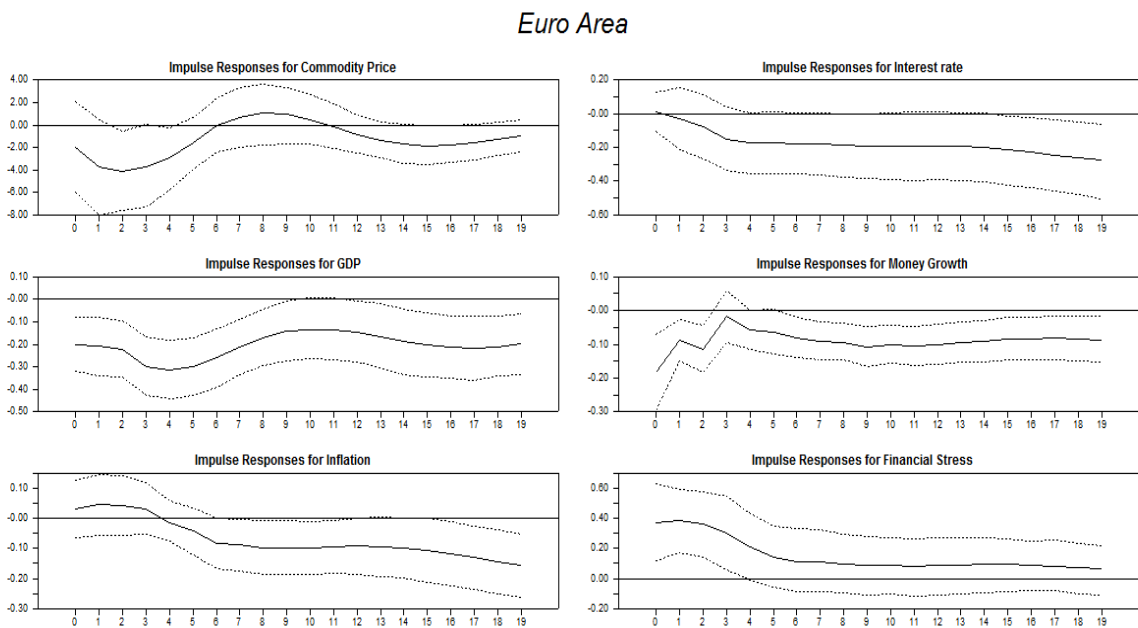 Euro Area
Impulse Responses for Commodity Price
4.00
2.00
0.00
-2.00
-4.00
-6.00
-8.00
0 1 2 3 4 5 6 7 8 9 10 11 12 13 14 15 16 17 18 19
Impulse Responses for Interest rate
0.20
-0.00
-0.20
-0.40
-0.60
0 1 2 3 4 5 6 7 8 9 10 11 12 13 14 15 16 17 18 19
Impulse Responses for GDP
0.10
-0.00
-0.10
-0.20
-0.30
-0.40
-0.50
0 1 2 3 4 5 6 7 8 9 10 11 12 13 14 15 16 17 18 19
Impulse Responses for Money Growth
0.10
-0.00
-0.10
-0.20
-0.30
0 1 2 3 4 5 6 7 8 9 10 11 12 13 14 15 16 17 18 19
Impulse Responses for Inflation
0.10
-0.00
-0.10
-0.20
-0.30
0 1 2 3 4 5 6 7 8 9 10 11 12 13 14 15 16 17 18 19
Impulse Responses for Financial Stress
0.60
0.40
0.20
0.00
-0.20
0 1 2 3 4 5 6 7 8 9 10 11 12 13 14 15 16 17 18 19